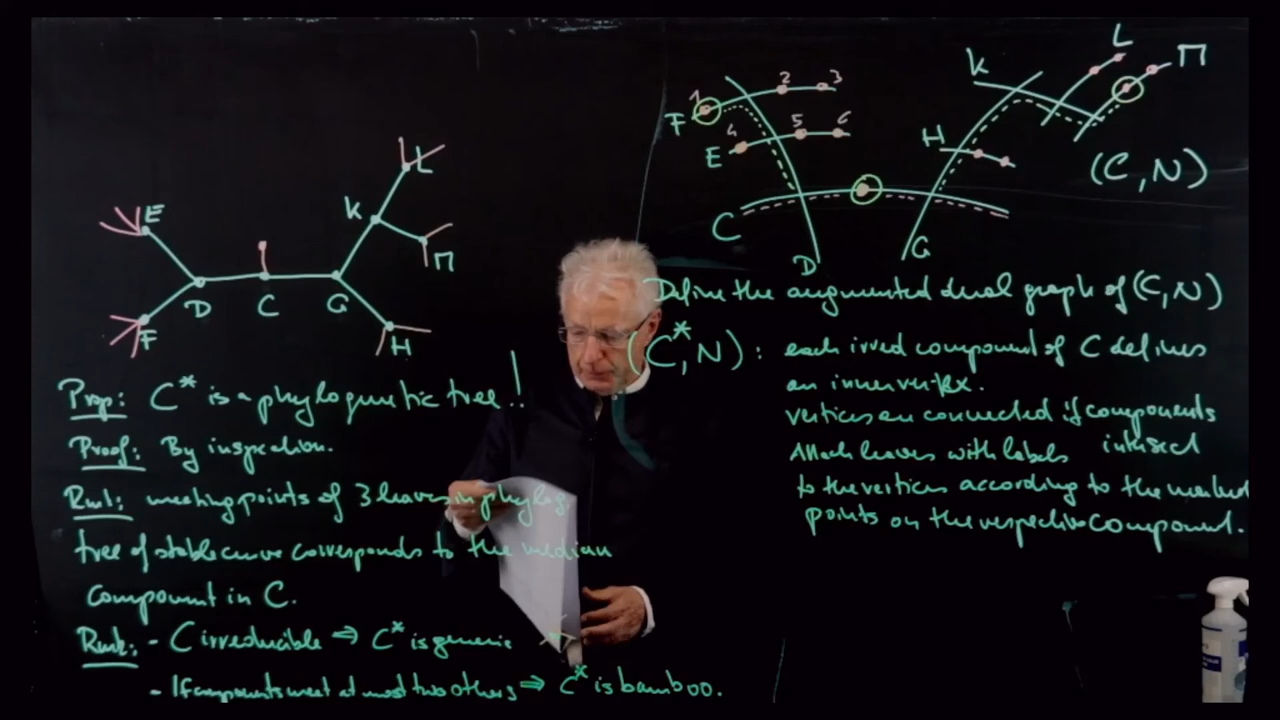 L
K
П
1
2
3
F
4
5
6
E
H
(C, N)
C
D
G
E
L
K
П
D
C
G
F
H
Define the augmented dual graph of (C, N)
(C*, N): each irred component of C defines
an inner vertex.
vertices are connected if components
intersect
Attach leaves with labels
to the vertices according to the marked
points on the respective component.
Prop: C* is a phylogenetic tree!!
Proof: By inspection.
Rmk: meeting points of 3 leaves in phylog.
tree of stable curve corresponds to the median
component in C.
Rmk: - C irreducible ⇒ C* is generic
- If components meet at most two others ⇒ C* is bamboo.